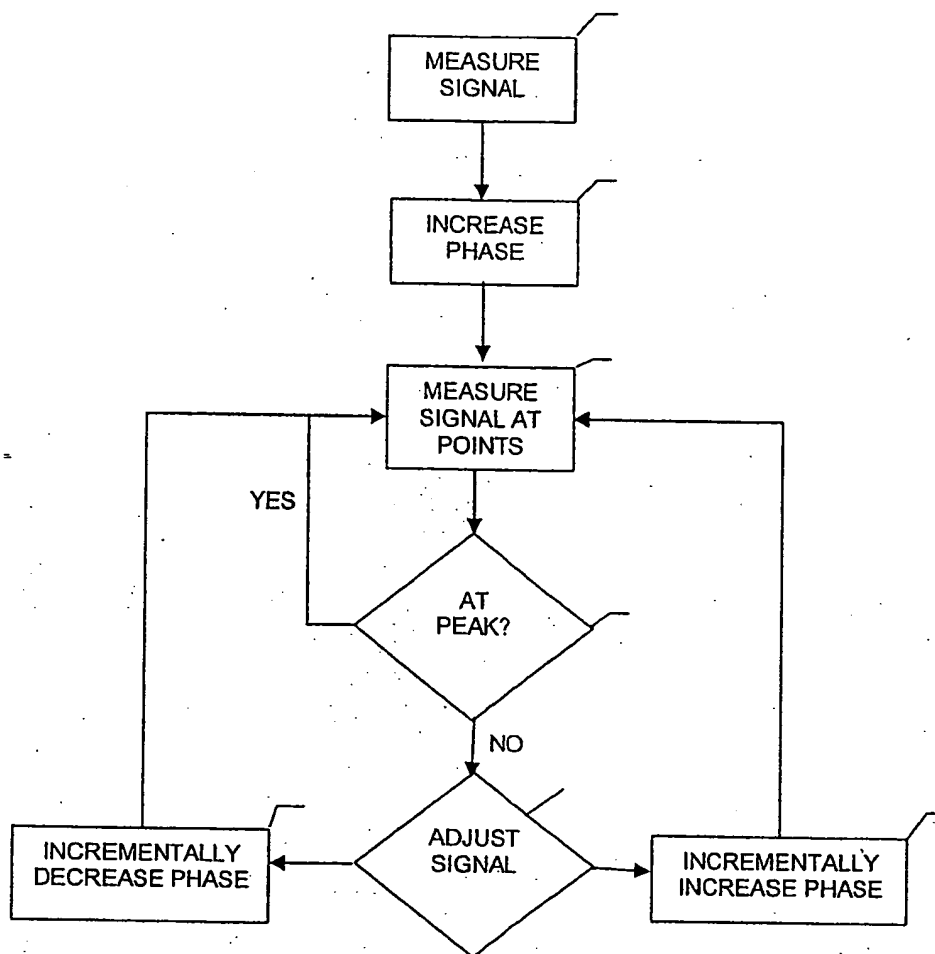 MEASURE
SIGNAL
INCREASE
PHASE
MEASURE
SIGNAL AT
POINTS
YES
AT
PEAK?
NO
ADJUST
SIGNAL
INCREMENTALLY
DECREASE PHASE
INCREMENTALLY
INCREASE PHASE